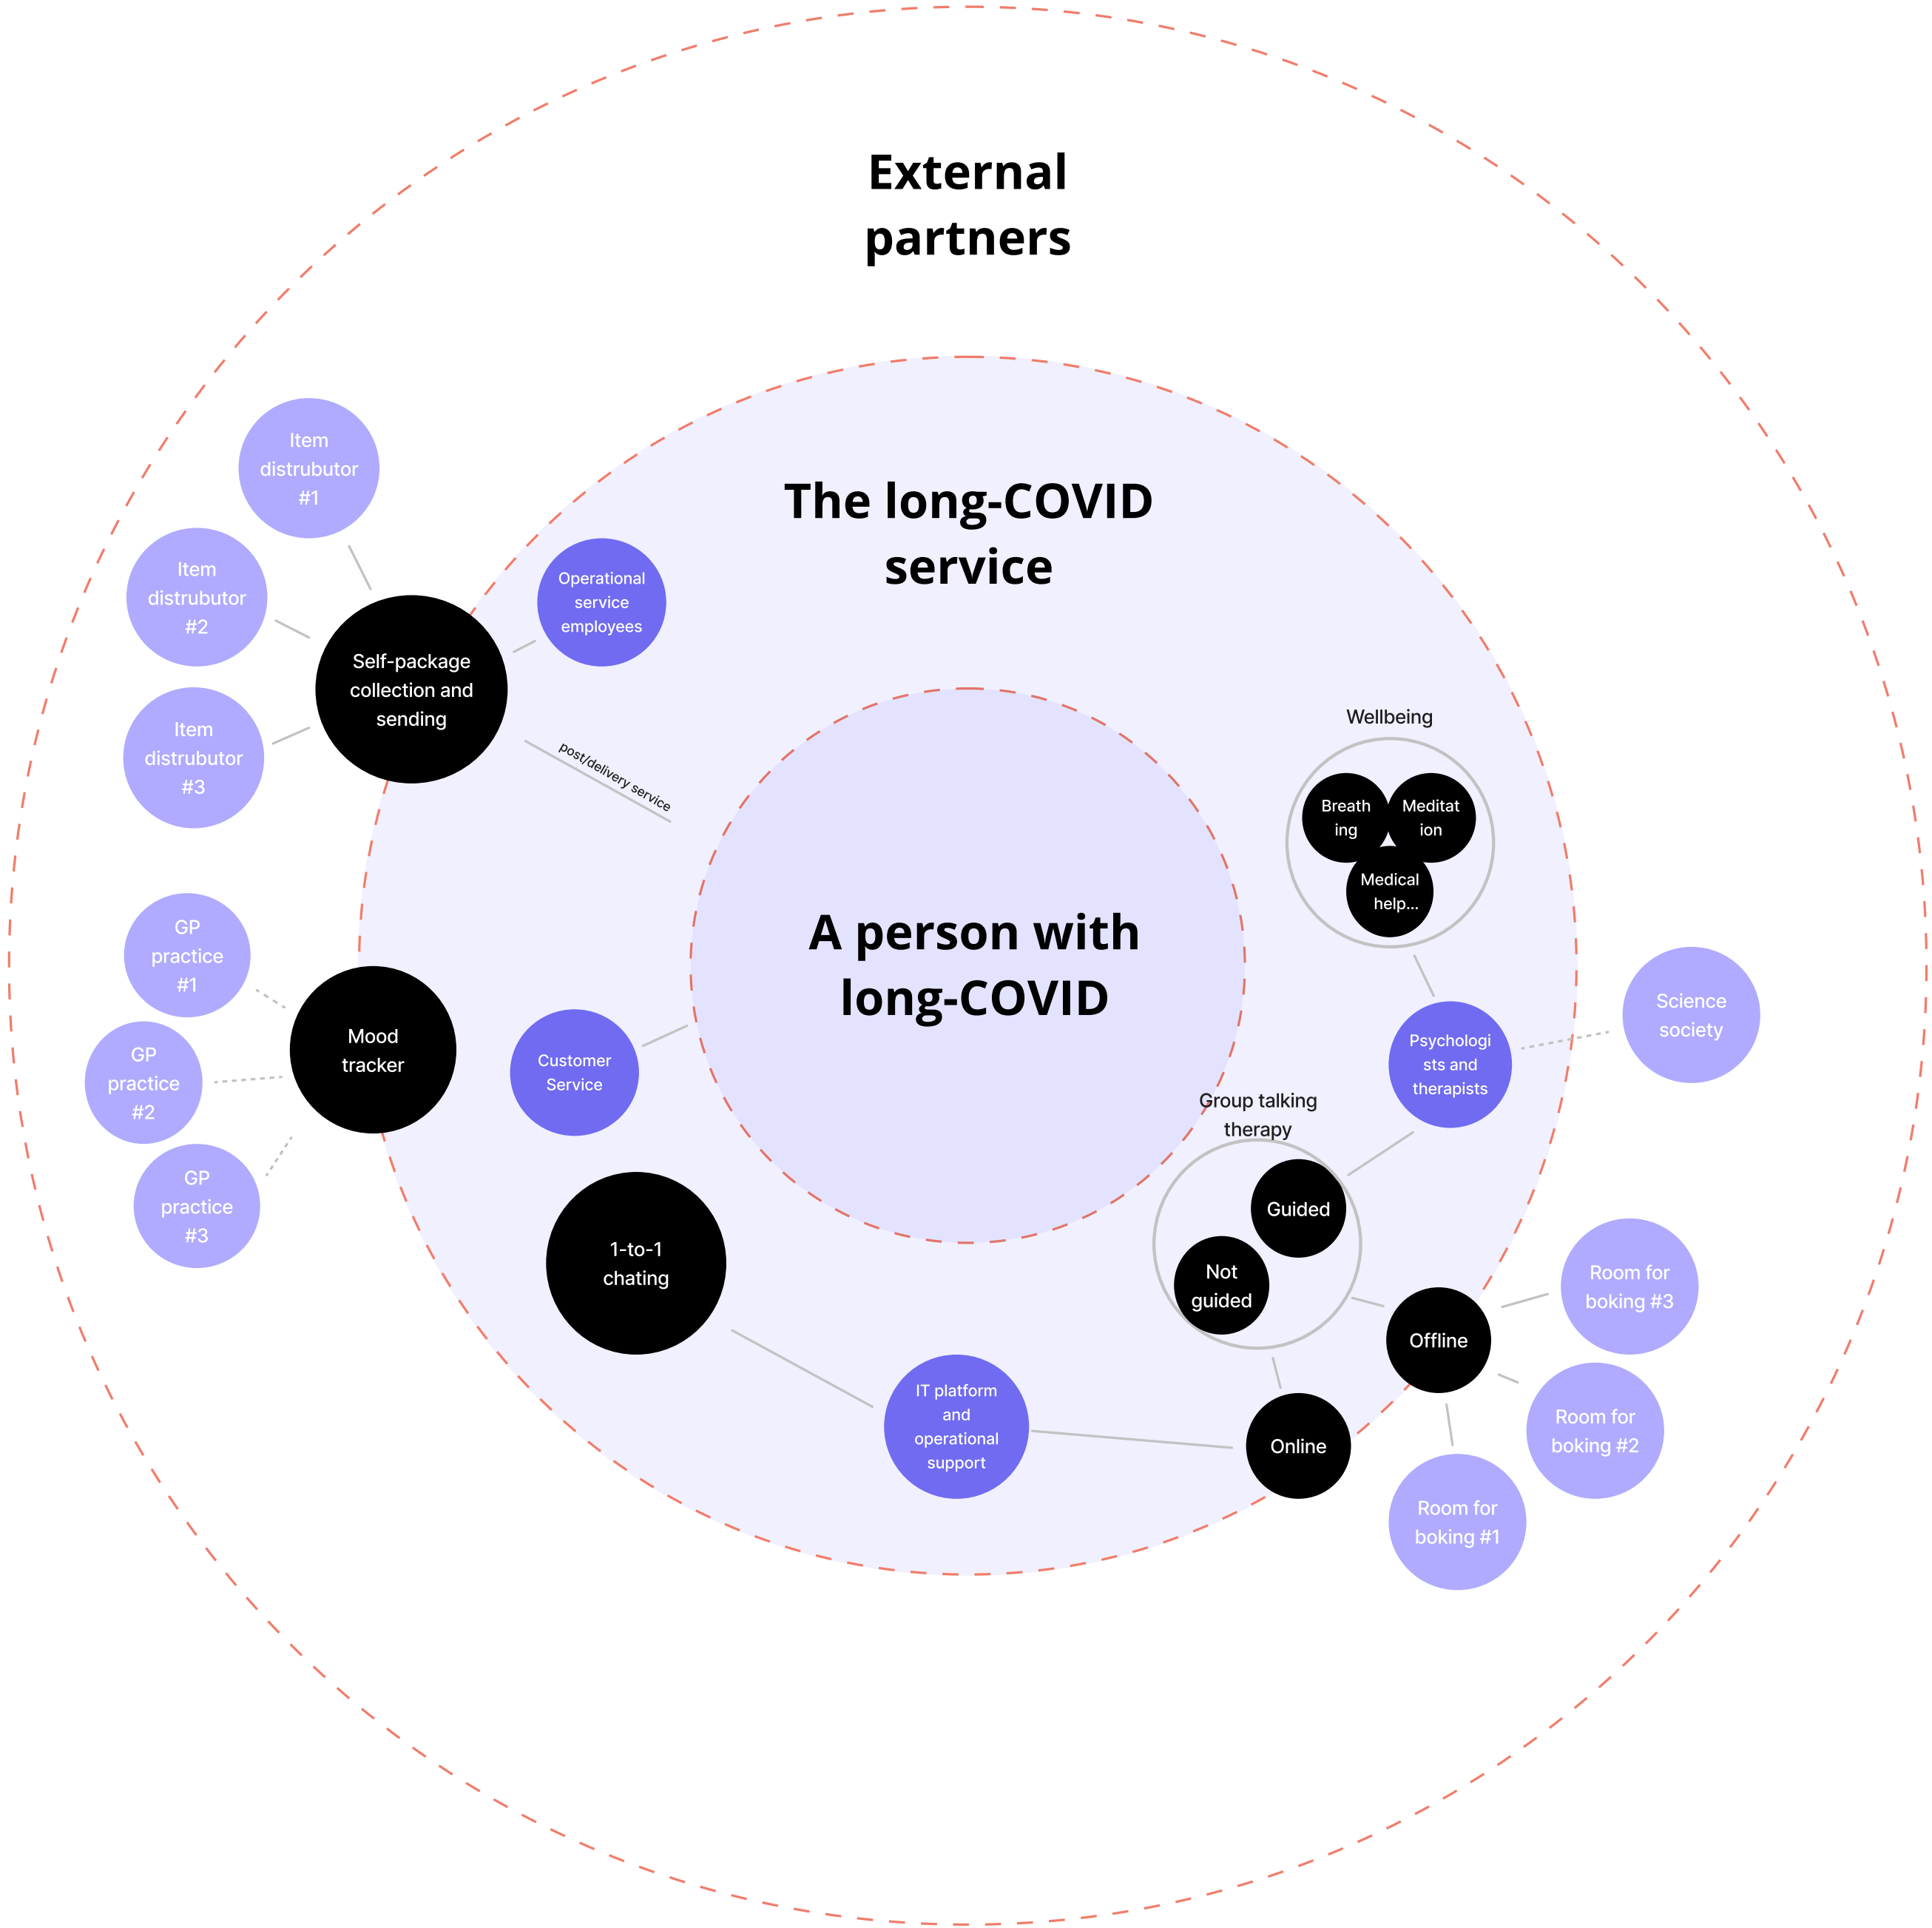 External
partners
The long-COVID
service
Item
distrubutor
#1
Item
distrubutor
#2
Item
distrubutor
#3
Self-package
collection and
sending
Operational
service
employees
post/delivery service
A person with
long-COVID
Wellbeing
Breath
ing
Meditat
ion
Medical
help...
GP
practice
#1
GP
practice
#2
GP
practice
#3
Mood
tracker
Customer
Service
Psychologi
sts and
therapists
Science
society
Group talking
therapy
Guided
Not
guided
1-to-1
chating
IT platform
and
operational
support
Online
Offline
Room for
boking #3
Room for
boking #2
Room for
boking #1